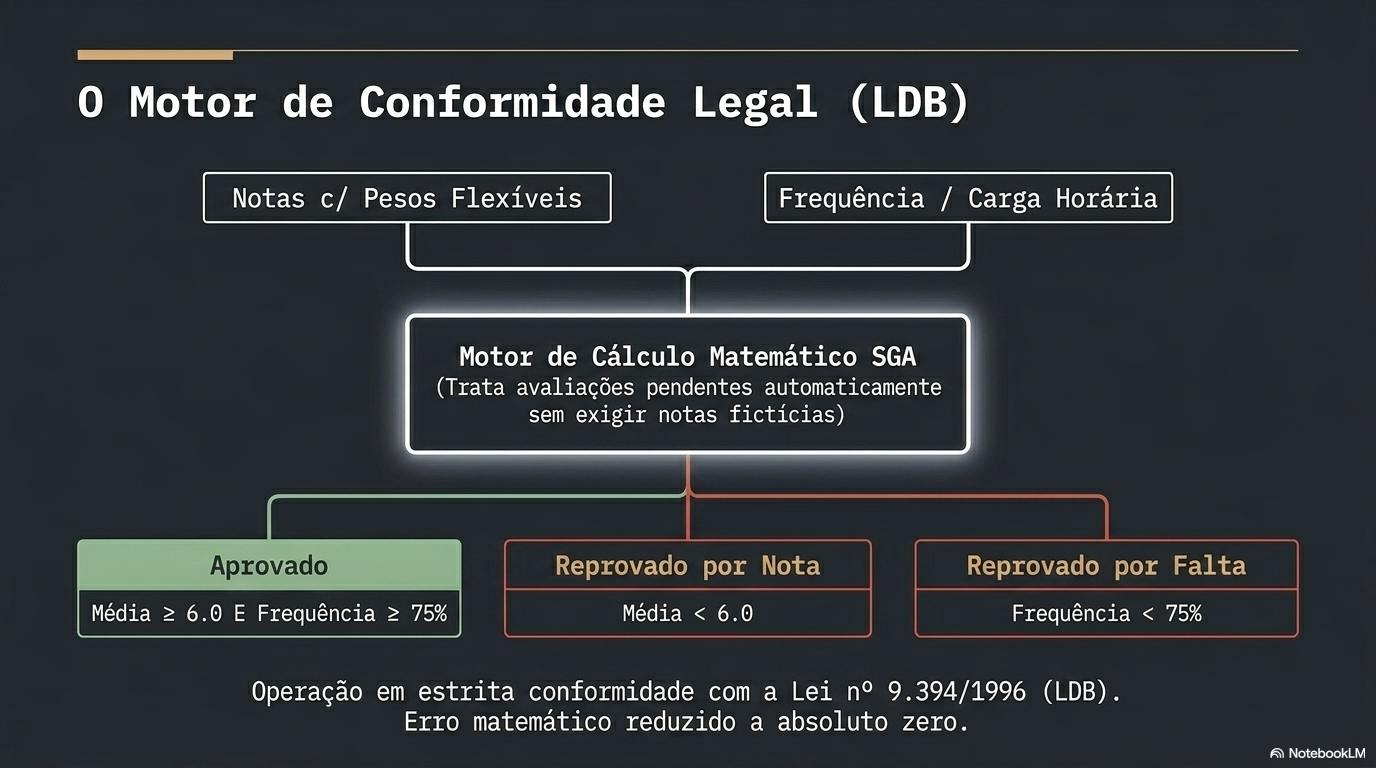 O Motor de Conformidade Legal (LDB)
Notas c/ Pesos Flexíveis
Frequência / Carga Horária
Motor de Cálculo Matemático SGA
(Trata avaliações pendentes automaticamente
sem exigir notas fictícias)
Aprovado
Média ≥ 6.0 E Frequência ≥ 75%
Reprovado por Nota
Média < 6.0
Reprovado por Falta
Frequência < 75%
Operação em estrita conformidade com a Lei nº 9.394/1996 (LDB).
Erro matemático reduzido a absoluto zero.
NotebookLM